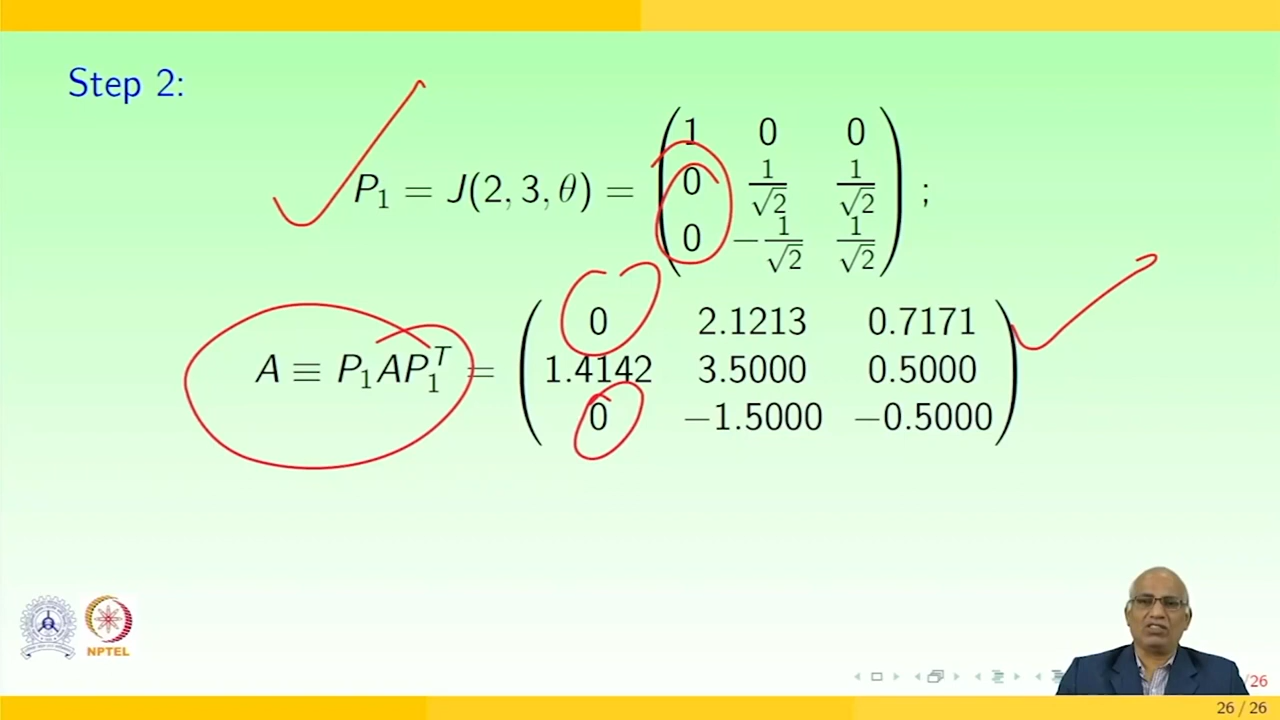 Step 2:
P₁ = J(2, 3, θ) = ( 1 0 0
0 1/√2 1/√2
0 −1/√2 1/√2 ) ;
A ≡ P₁AP₁ᵀ = ( 0 2.1213 0.7171
1.4142 3.5000 0.5000
0 −1.5000 −0.5000 )
NPTEL
/26
26 / 26